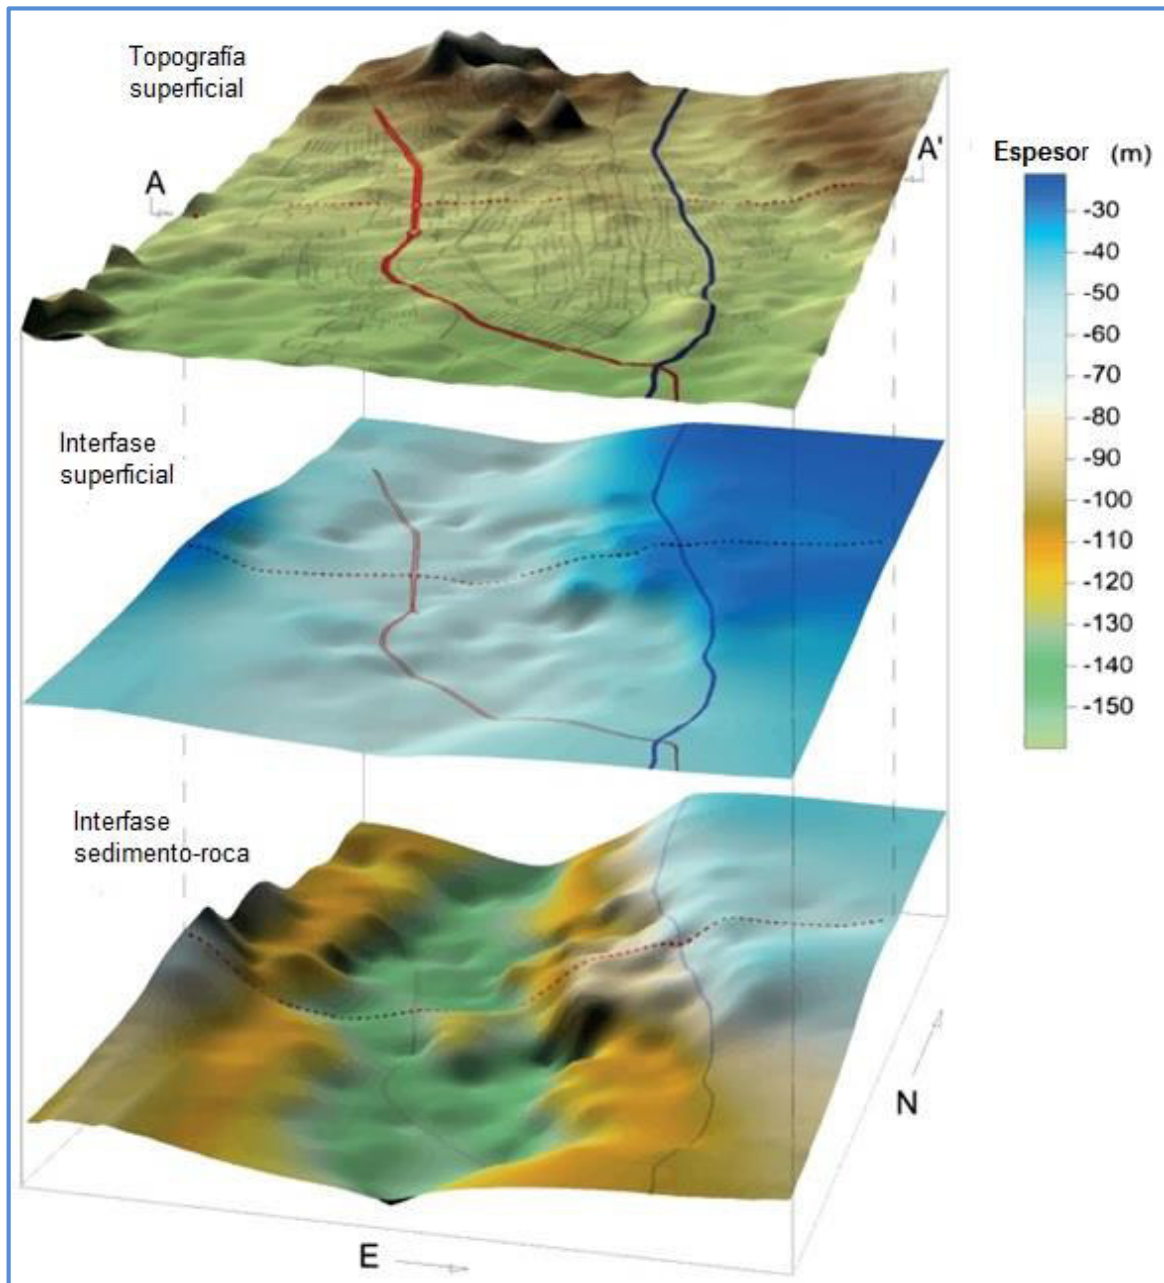 Topografía
superficial
A
A'
Espesor (m)
-30
-40
-50
-60
-70
-80
-90
-100
-110
-120
-130
-140
-150
Interfase
superficial
Interfase
sedimento-roca
N
E